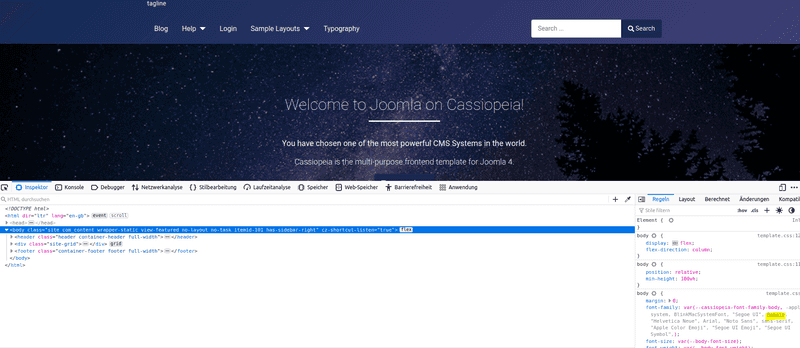 tagline
Blog Help Login Sample Layouts Typography Search ... Search
Welcome to Joomla on Cassiopeia!
You have chosen one of the most powerful CMS Systems in the world.
Cassiopeia is the multi-purpose frontend template for Joomla 4.
Inspektor Konsole Debugger Netzwerkanalyse {} Stilbearbeitung Laufzeitanalyse Speicher Web-Speicher Barrierefreiheit Anwendung
HTML durchsuchen
Regeln Layout Berechnet Änderungen Kompati
Seite filtern :hov .cls
<!DOCTYPE html>
<html dir="ltr" lang="en-gb"> event scroll
<head> </head>
<body class="site com_content wrapper-static view-featured no-layout no-task itemid-101 has-sidebar-right" cz-shortcut-listen="true"> flex
<header class="header container-header full-width"> </header>
<div class="site-grid"> </div> grid
<footer class="container-footer footer full-width"> </footer>
</body>
</html>
Element { Int
}
body { template.css:12
display: flex;
flex-direction: column;
}
body { template.css:11
position: relative;
min-height: 100vh;
}
body { template.css
margin: 0;
font-family: var(--cassiopeia-font-family-body, -apple-
system, BlinkMacSystemFont, "Segoe UI", Roboto,
"Helvetica Neue", Arial, "Noto Sans", sans-serif,
"Apple Color Emoji", "Segoe UI Emoji", "Segoe UI
Symbol",);
font-size: var(--body-font-size);
font-weight: var(--body-font-weight);